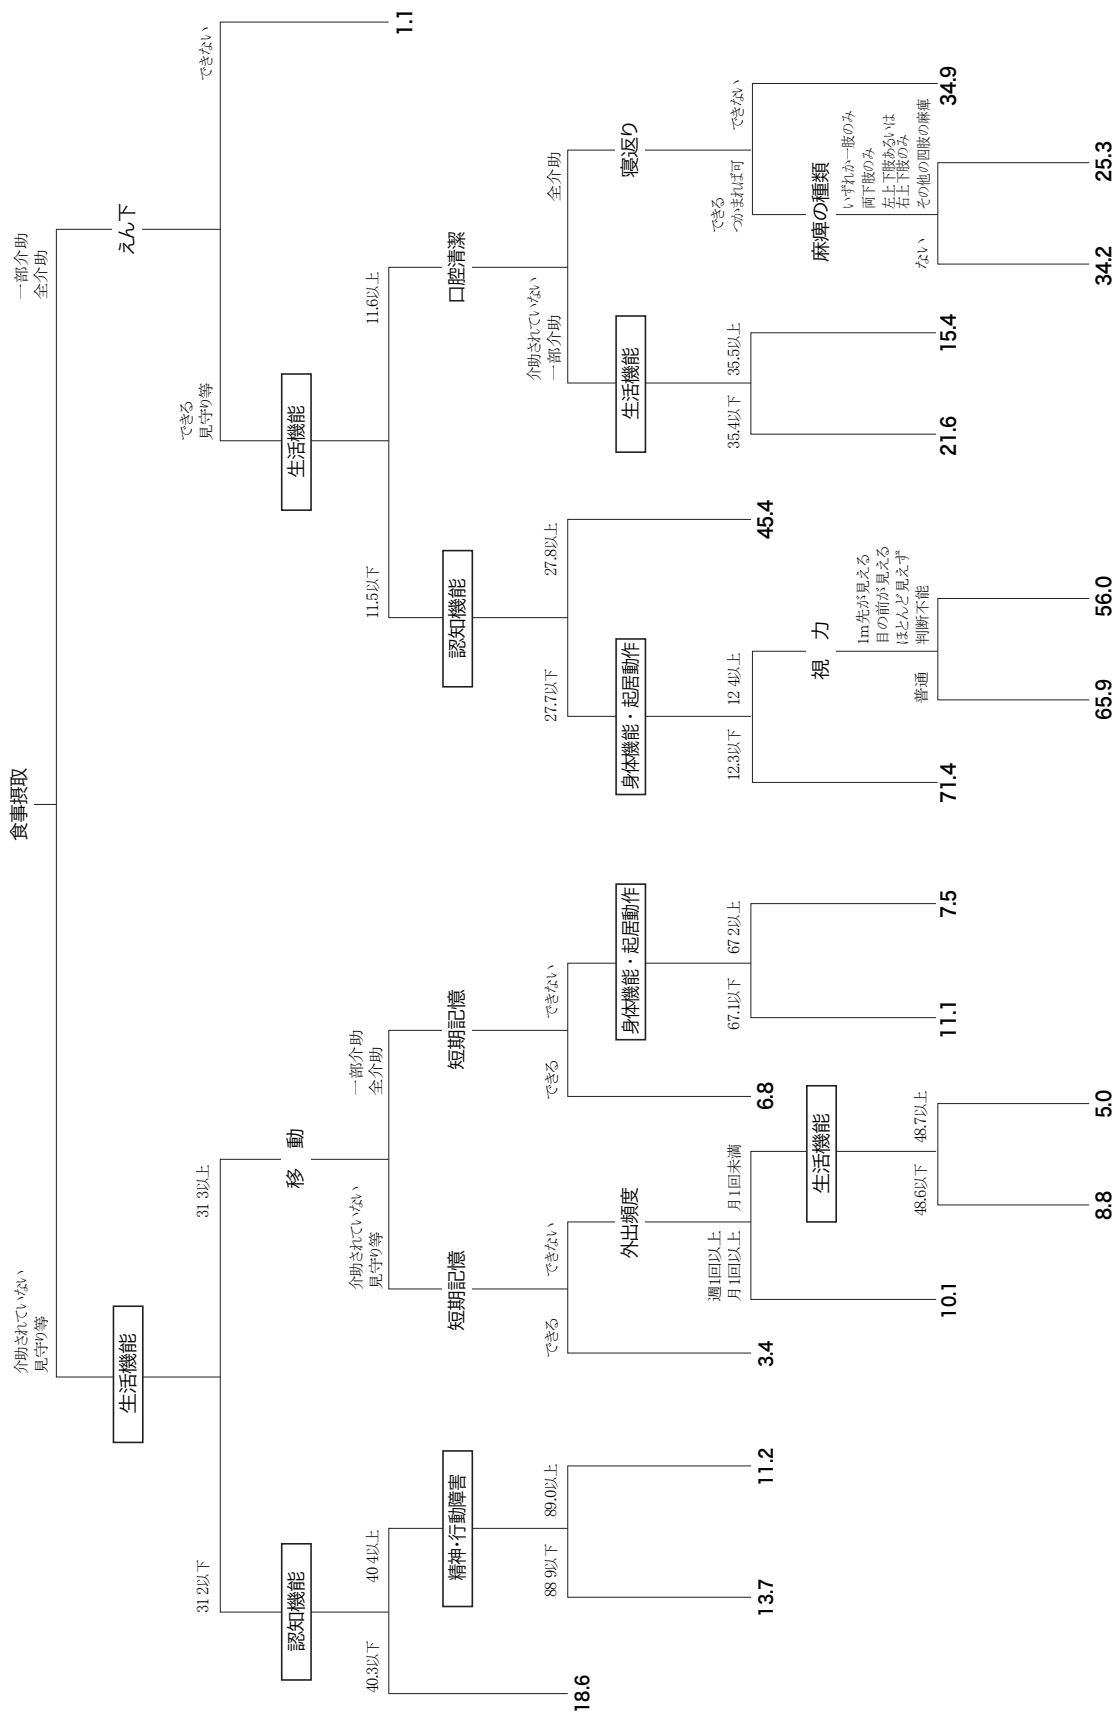 食事摂取
介助されていない
見守り等
一部介助
全介助
生活機能
えん下
31 2以下
31 3以上
できる
見守り等
できない
認知機能
移 動
生活機能
1.1
40.3以下
40 4以上
介助されていない
見守り等
一部介助
全介助
11.5以下
11.6以上
18.6
精神・行動障害
短期記憶
短期記憶
認知機能
口腔清潔
88 9以下
89.0以上
できる
できない
できる
できない
27.7以下
27.8以上
介助されていない
一部介助
全介助
13.7
11.2
3.4
外出頻度
6.8
身体機能・起居動作
身体機能・起居動作
45.4
生活機能
寝返り
週1回以上
月1回以上
月1回未満
67.1以下
67 2以上
12.3以下
12 4以上
35.4以下
35.5以上
できる
つかまれば可
できない
10.1
生活機能
11.1
7.5
71.4
視 力
21.6
15.4
麻痺の種類
34.9
48.6以下
48.7以上
普通
1m先が見える
目の前が見える
ほとんど見えず
判断不能
ない
いずれか一肢のみ
両下肢のみ
左上下肢あるいは
右上下肢のみ
その他の四肢の麻痺
8.8
5.0
65.9
56.0
34.2
25.3